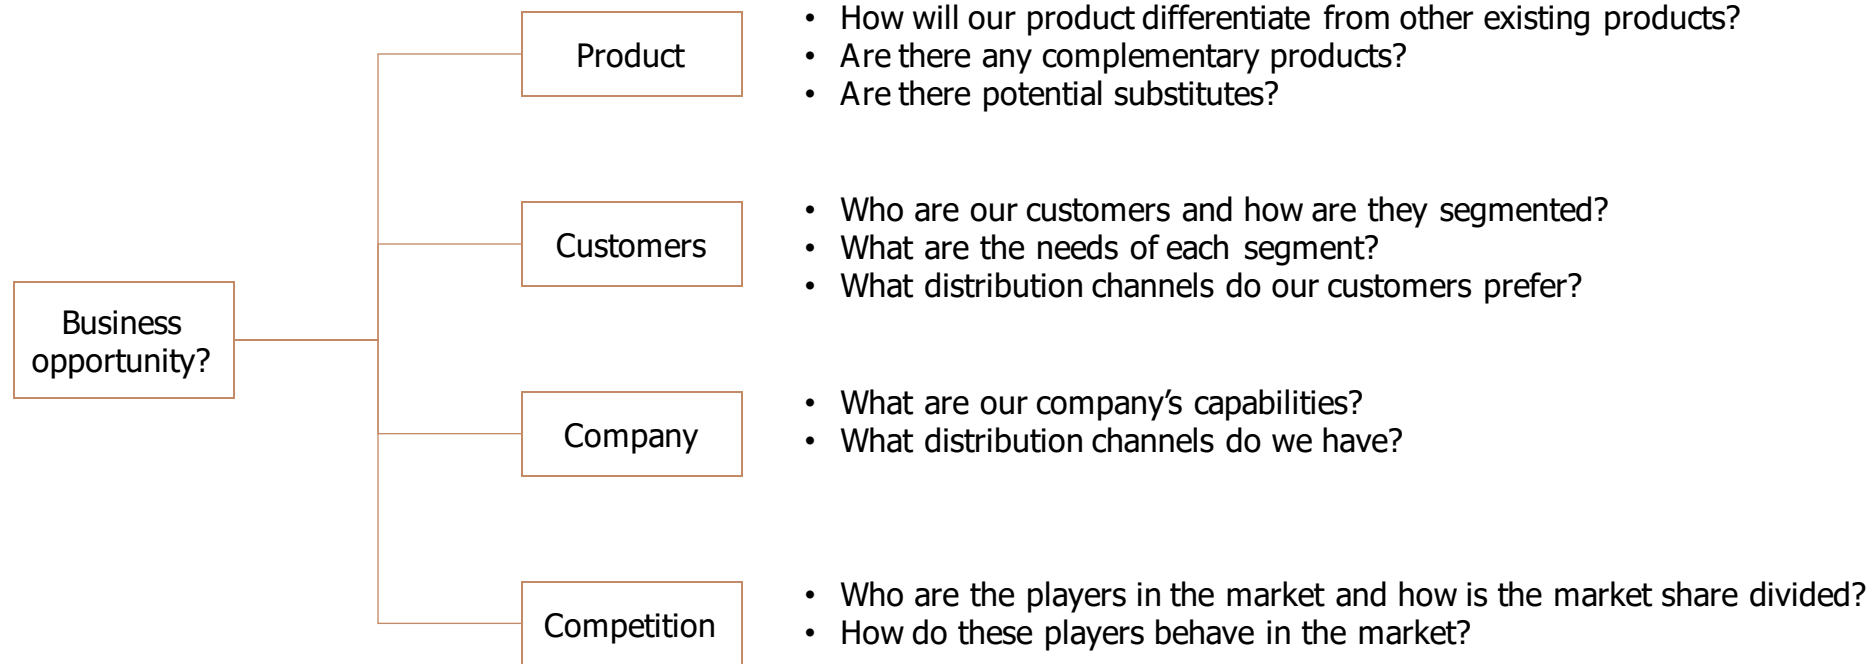 Business
opportunity?
Product
• How will our product differentiate from other existing products?
• Are there any complementary products?
• Are there potential substitutes?
Customers
• Who are our customers and how are they segmented?
• What are the needs of each segment?
• What distribution channels do our customers prefer?
Company
• What are our company’s capabilities?
• What distribution channels do we have?
Competition
• Who are the players in the market and how is the market share divided?
• How do these players behave in the market?